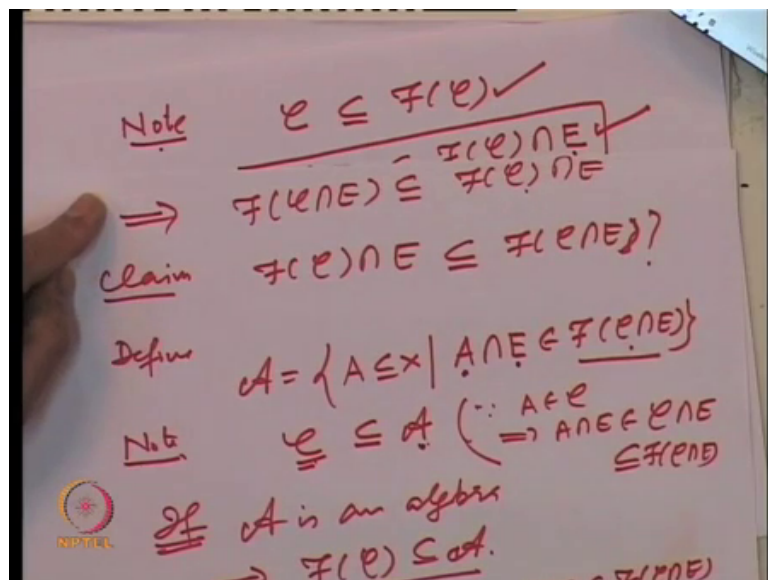 Note 𝒞 ⊆ ℱ(𝒞) ✓
ℱ(𝒞) ∩ E ✓
⟹ ℱ(𝒞∩E) ⊆ ℱ(𝒞) ∩ E
Claim ℱ(𝒞) ∩ E ⊆ ℱ(𝒞∩E)}?
Define 𝒜 = {A ⊆ X | A∩E ∈ ℱ(𝒞∩E)}
Note 𝒞 ⊆ 𝒜 (∵ A ∈ 𝒞
⟹ A∩E ∈ 𝒞∩E
⊆ ℱ(𝒞∩E)
If 𝒜 is an algebra
⟹ ℱ(𝒞) ⊆ 𝒜.
ℱ(𝒞∩E)
NPTEL